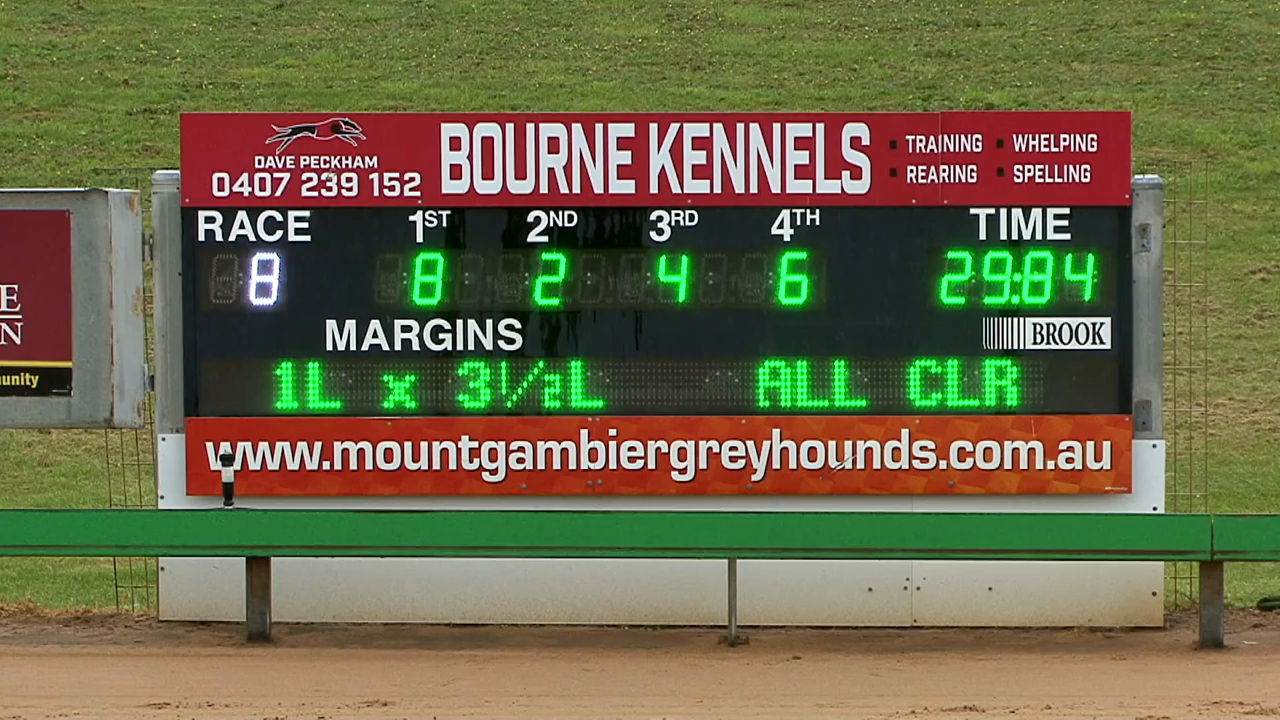 BOURNE KENNELS
DAVE PECKHAM
0407 239 152
TRAINING
WHELPING
REARING
SPELLING
RACE 1ST 2ND 3RD 4TH TIME
8 8 2 4 6 29:84
MARGINS
BROOK
1L x 3½L ALL CLR
www.mountgambiergreyhounds.com.au
E
N
unity